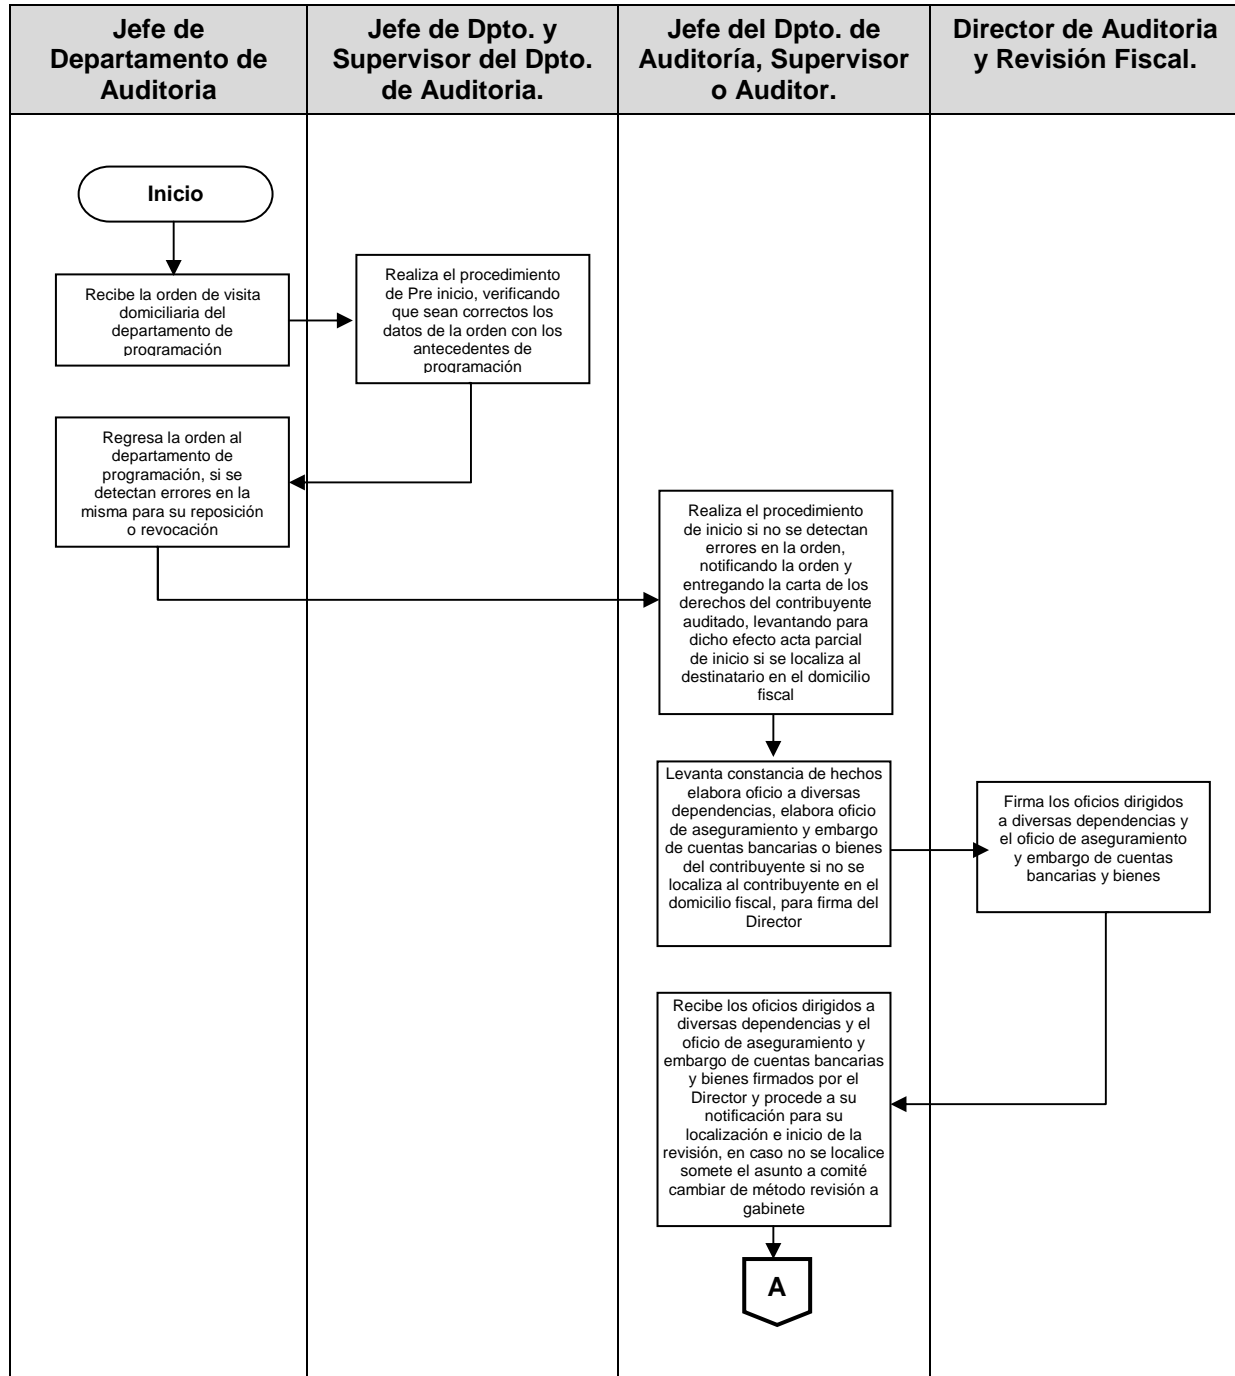 Jefe de
Departamento de
Auditoria
Jefe de Dpto. y
Supervisor del Dpto.
de Auditoria.
Jefe del Dpto. de
Auditoría, Supervisor
o Auditor.
Director de Auditoria
y Revisión Fiscal.
Inicio
Recibe la orden de visita
domiciliaria del
departamento de
programación
Realiza el procedimiento
de Pre inicio, verificando
que sean correctos los
datos de la orden con los
antecedentes de
programación
Regresa la orden al
departamento de
programación, si se
detectan errores en la
misma para su reposición
o revocación
Realiza el procedimiento
de inicio si no se detectan
errores en la orden,
notificando la orden y
entregando la carta de los
derechos del contribuyente
auditado, levantando para
dicho efecto acta parcial
de inicio si se localiza al
destinatario en el domicilio
fiscal
Levanta constancia de hechos
elabora oficio a diversas
dependencias, elabora oficio
de aseguramiento y embargo
de cuentas bancarias o bienes
del contribuyente si no se
localiza al contribuyente en el
domicilio fiscal, para firma del
Director
Firma los oficios dirigidos
a diversas dependencias y
el oficio de aseguramiento
y embargo de cuentas
bancarias y bienes
Recibe los oficios dirigidos a
diversas dependencias y el
oficio de aseguramiento y
embargo de cuentas bancarias
y bienes firmados por el
Director y procede a su
notificación para su
localización e inicio de la
revisión, en caso no se localice
somete el asunto a comité
cambiar de método revisión a
gabinete
A